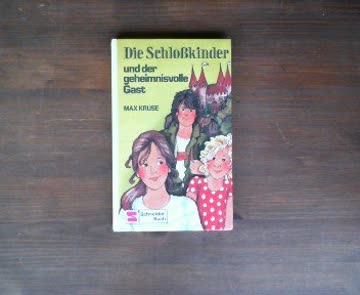 Die Schloßkinder
und der
geheimnisvolle
Gast
MAX KRUSE
Schneider
Buch